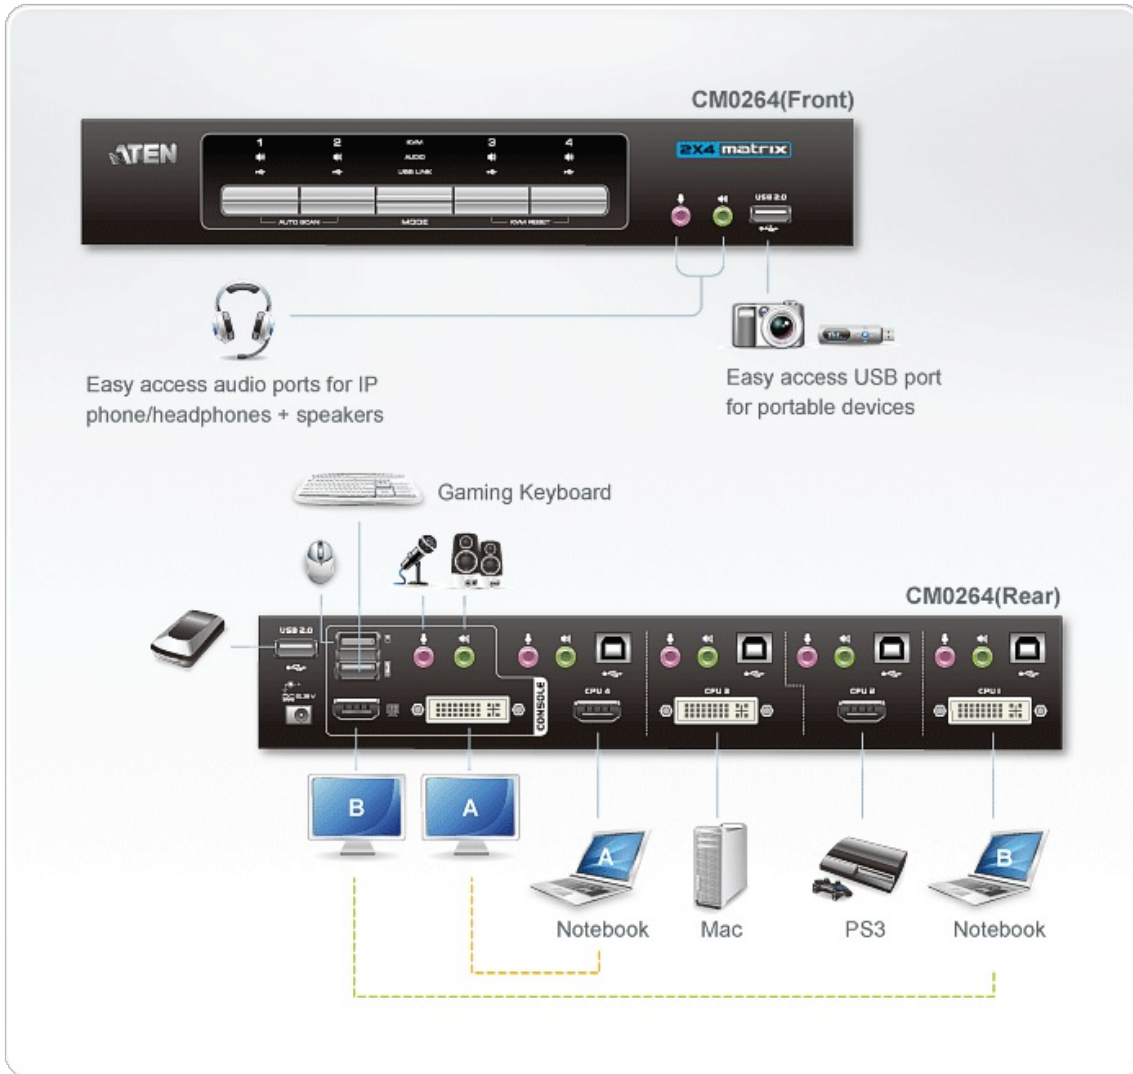 CM0264(Front)
ATEN
1 2 KVM 3 4
AUDIO
USB LINK
AUTO SCAN MODE KVM RESET
2X4 matrix
USB 2.0
Easy access audio ports for IP
phone/headphones + speakers
Easy access USB port
for portable devices
Gaming Keyboard
CM0264(Rear)
USB 2.0
DC 5.3V
CONSOLE
CPU 4
CPU 3
CPU 2
CPU 1
B
A
A
B
Notebook
Mac
PS3
Notebook